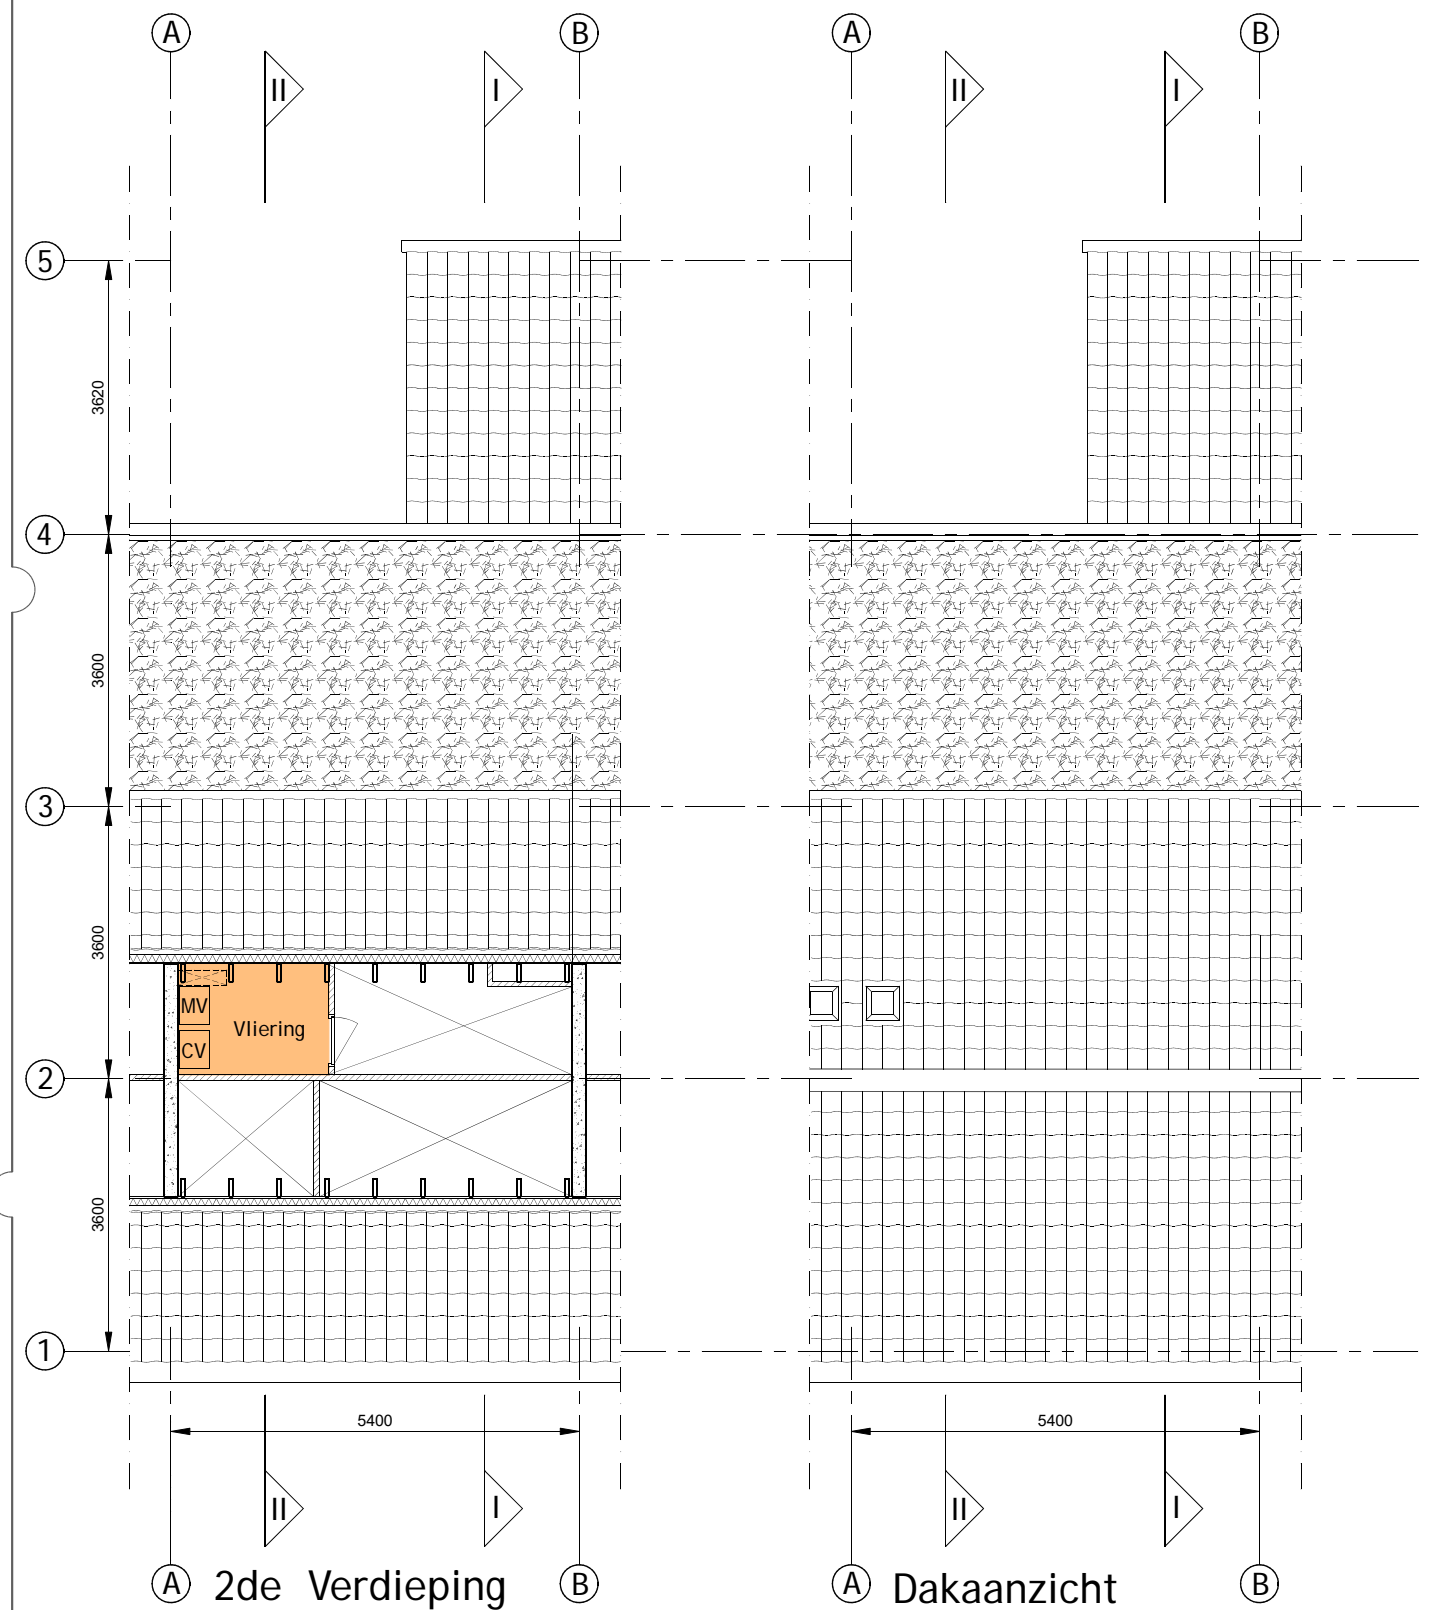 A B A B
II I II I
5
3620
4
3600
3
3600
MV
Vliering
CV
2
3600
1
5400 5400
II I II I
A 2de Verdieping B A Dakaanzicht B